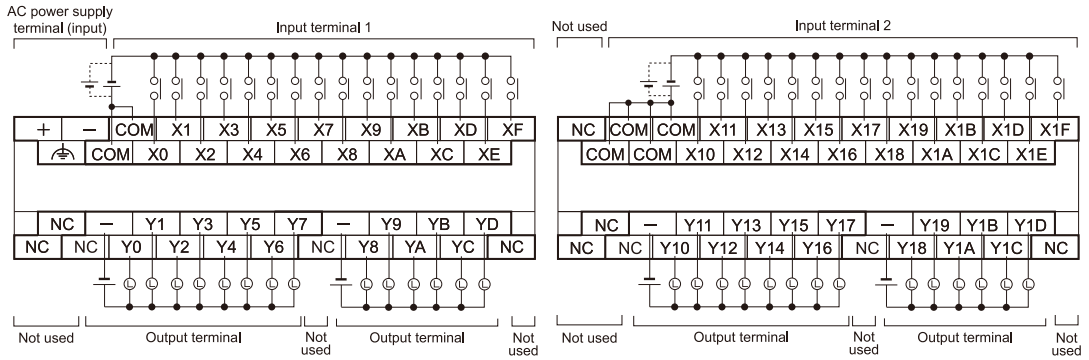 AC power supply
terminal (input)
Input terminal 1
+ − COM X1 X3 X5 X7 X9 XB XD XF
COM X0 X2 X4 X6 X8 XA XC XE
NC − Y1 Y3 Y5 Y7 − Y9 YB YD
NC NC Y0 Y2 Y4 Y6 NC Y8 YA YC NC
L L L L L L L L L L L L L L
Not used
Output terminal
Not
used
Output terminal
Not
used
Not used
Input terminal 2
NC COM COM X11 X13 X15 X17 X19 X1B X1D X1F
COM COM X10 X12 X14 X16 X18 X1A X1C X1E
NC − Y11 Y13 Y15 Y17 − Y19 Y1B Y1D
NC NC Y10 Y12 Y14 Y16 NC Y18 Y1A Y1C NC
L L L L L L L L L L L L L L
Not used
Output terminal
Not
used
Output terminal
Not
used